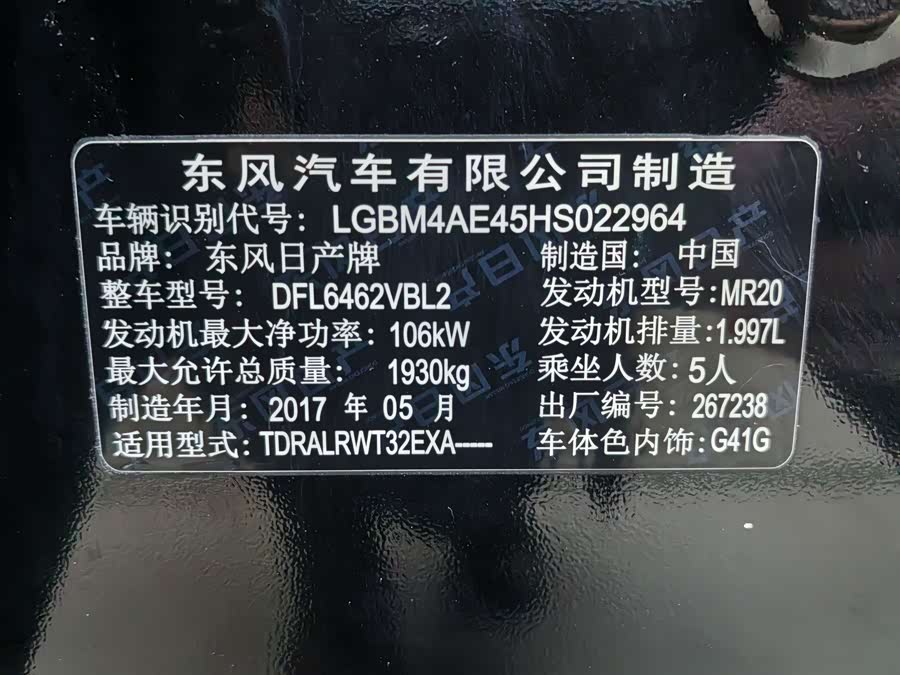 东风汽车有限公司制造
车辆识别代号: LGBM4AE45HS022964
品牌: 东风日产牌 制造国: 中国
整车型号: DFL6462VBL2 发动机型号: MR20
发动机最大净功率: 106kW 发动机排量: 1.997L
最大允许总质量: 1930kg 乘坐人数: 5人
制造年月: 2017 年 05 月 出厂编号: 267238
适用型式: TDRALRWT32EXA----- 车体色内饰: G41G